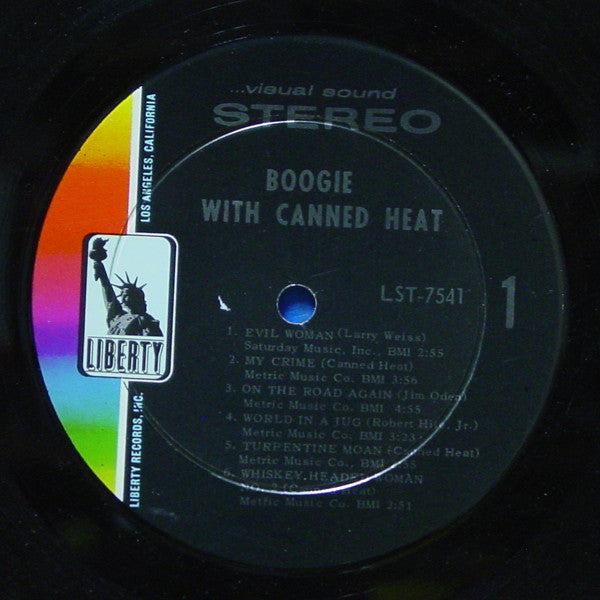 ...visual sound
STEREO
BOOGIE
WITH CANNED HEAT
LOS ANGELES, CALIFORNIA
LIBERTY
LIBERTY RECORDS, INC.
LST-7541
1
1. EVIL WOMAN (Larry Weiss)
Saturday Music, Inc., BMI 2:55
2. MY CRIME (Canned Heat)
Metric Music Co. BMI 3:56
3. ON THE ROAD AGAIN (Jim Oden)
Metric Music Co. BMI 4:55
4. WORLD IN A JUG (Robert Hite, Jr.)
Metric Music Co. BMI 3:23
5. TURPENTINE MOAN (Canned Heat)
Metric Music Co. BMI
6. WHISKEY HEADED WOMAN
NO. 2 Heat)
Metric Music Co. BMI 2:51